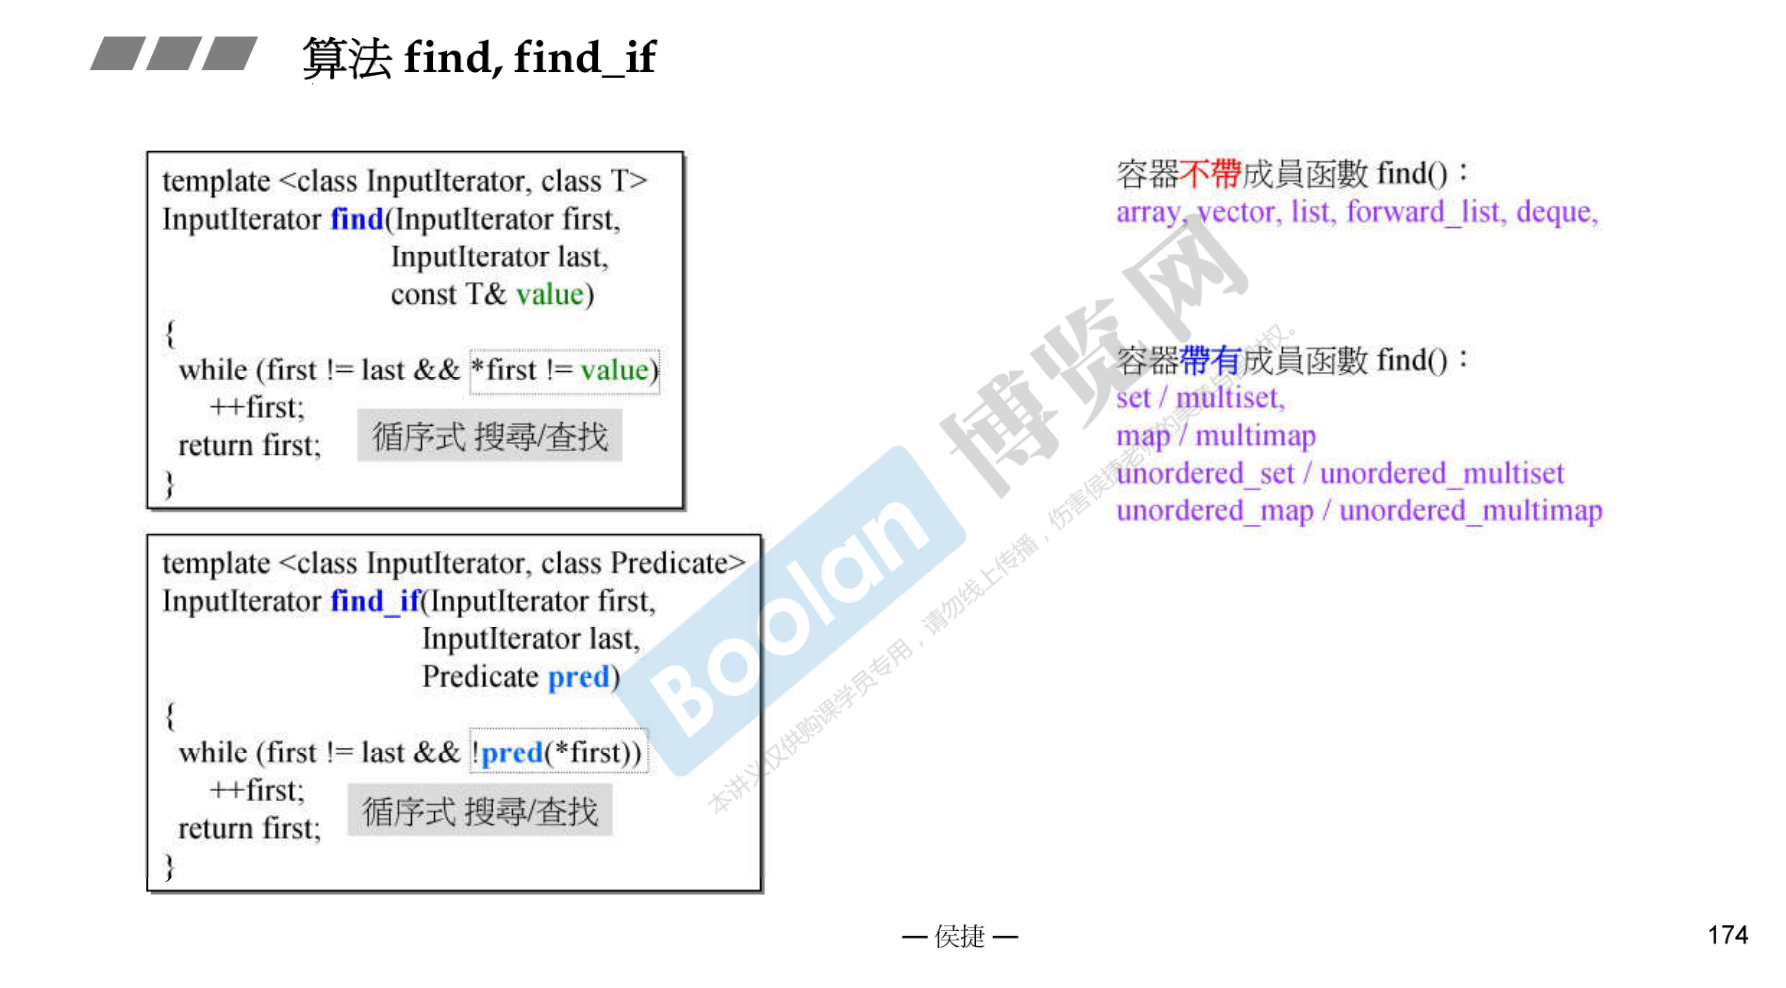 算法 find, find_if
template <class InputIterator, class T>
InputIterator find(InputIterator first,
InputIterator last,
const T& value)
{
while (first != last && *first != value)
++first;
return first;
循序式 搜尋/查找
}
template <class InputIterator, class Predicate>
InputIterator find_if(InputIterator first,
InputIterator last,
Predicate pred)
{
while (first != last && !pred(*first))
++first;
return first;
循序式 搜尋/查找
}
容器不帶成員函數 find()：
array, vector, list, forward_list, deque,
容器帶有成員函數 find()：
set / multiset,
map / multimap
unordered_set / unordered_multiset
unordered_map / unordered_multimap
Boolan 博览网
本讲义仅供购课学员专用，请勿线上传播，伤害侯捷老师的
— 侯捷 —
174